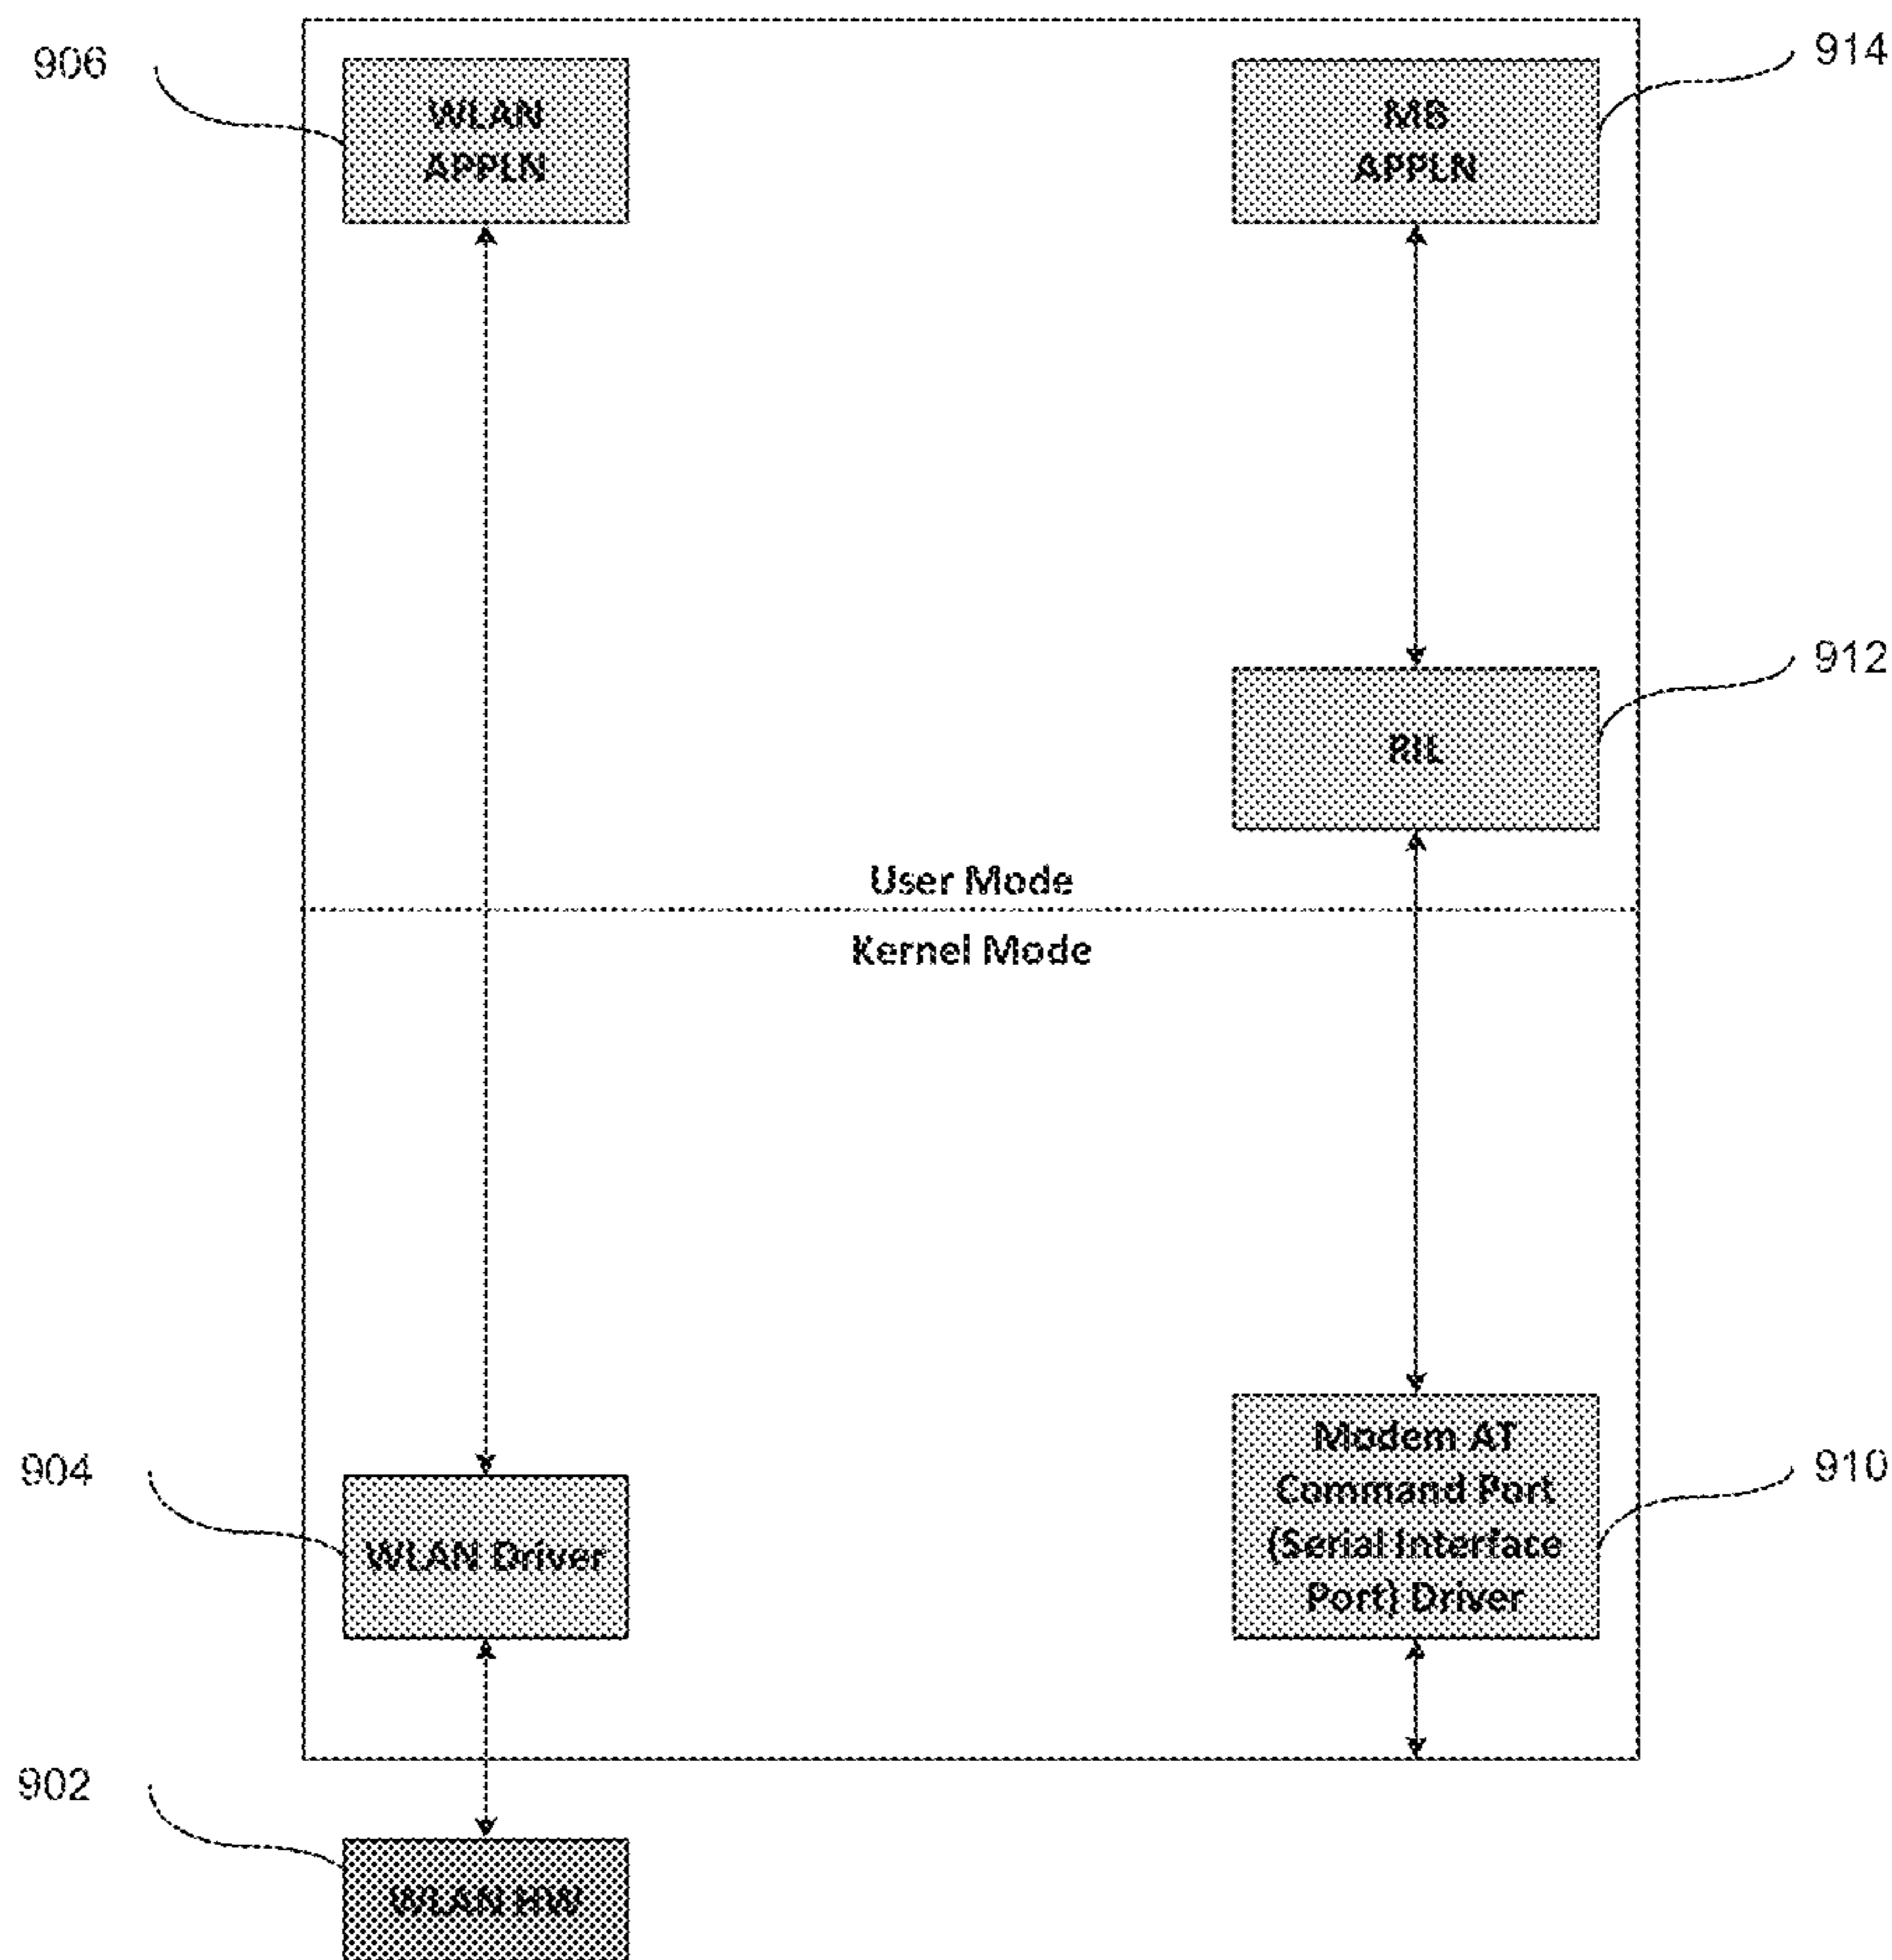 906
914
WLAN
APPLN
MB
APPLN
912
RIL
User Mode
Kernel Mode
904
910
WLAN Driver
Modem AT
Command Port
(Serial Interface
Port) Driver
902
WLAN HW